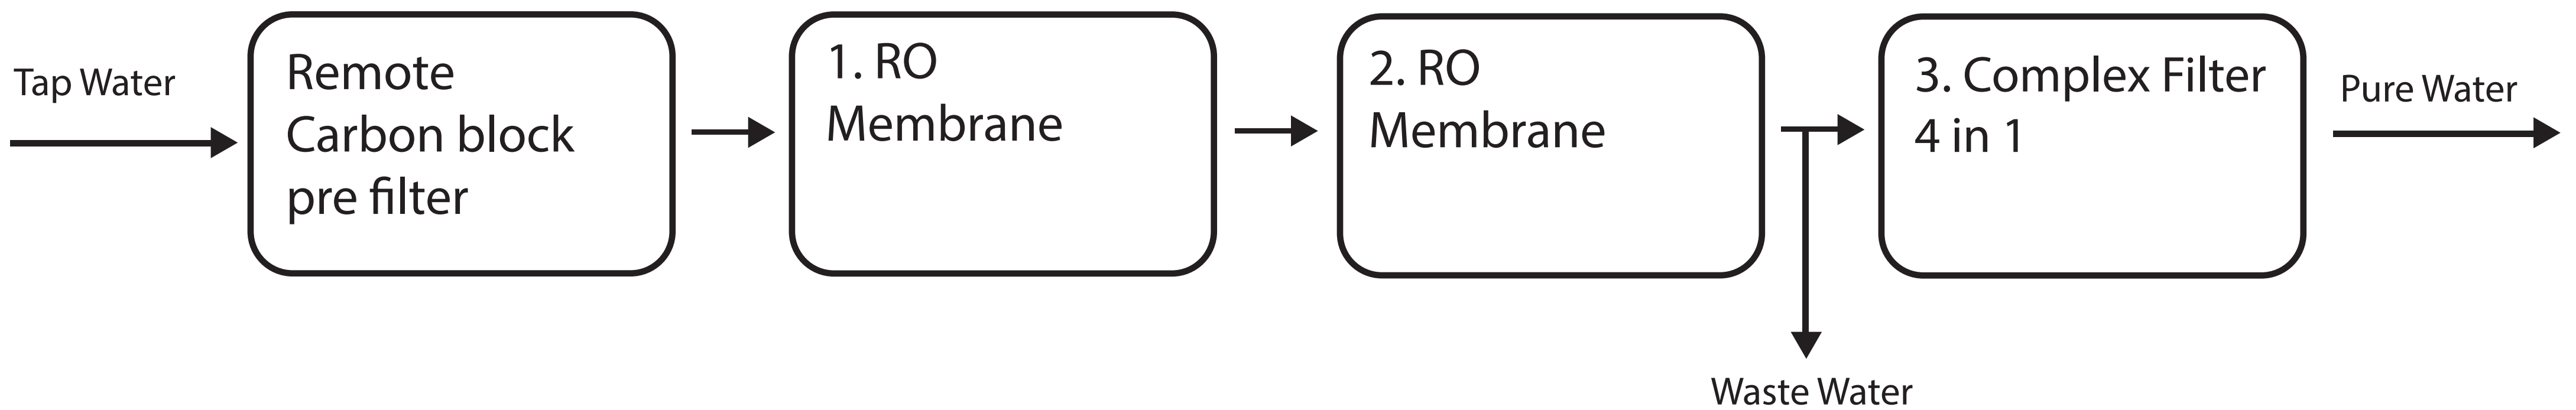 Tap Water
Remote
Carbon block
pre filter
1. RO
Membrane
2. RO
Membrane
3. Complex Filter
4 in 1
Pure Water
Waste Water